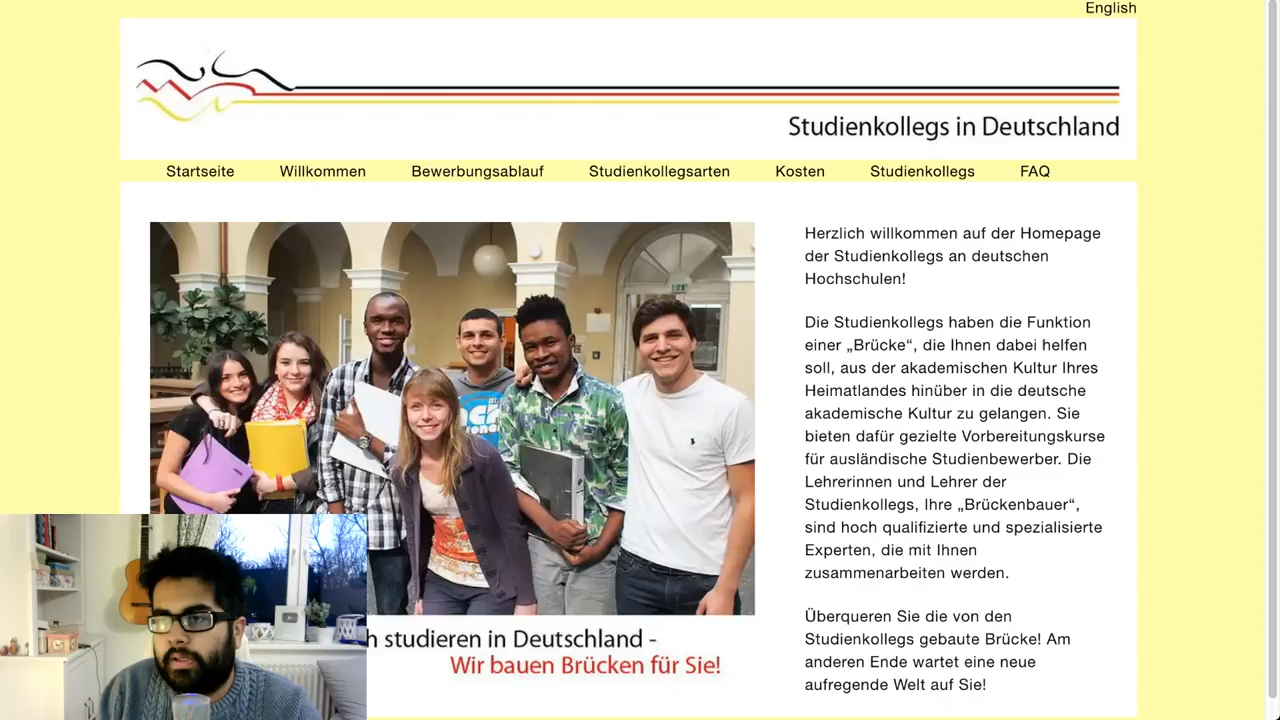 English
Studienkollegs in Deutschland
Startseite Willkommen Bewerbungsablauf Studienkollegsarten Kosten Studienkollegs FAQ
Herzlich willkommen auf der Homepage
der Studienkollegs an deutschen
Hochschulen!
Die Studienkollegs haben die Funktion
einer „Brücke“, die Ihnen dabei helfen
soll, aus der akademischen Kultur Ihres
Heimatlandes hinüber in die deutsche
akademische Kultur zu gelangen. Sie
bieten dafür gezielte Vorbereitungskurse
für ausländische Studienbewerber. Die
Lehrerinnen und Lehrer der
Studienkollegs, Ihre „Brückenbauer“,
sind hoch qualifizierte und spezialisierte
Experten, die mit Ihnen
zusammenarbeiten werden.
Überqueren Sie die von den
Studienkollegs gebaute Brücke! Am
anderen Ende wartet eine neue
aufregende Welt auf Sie!
h studieren in Deutschland -
Wir bauen Brücken für Sie!